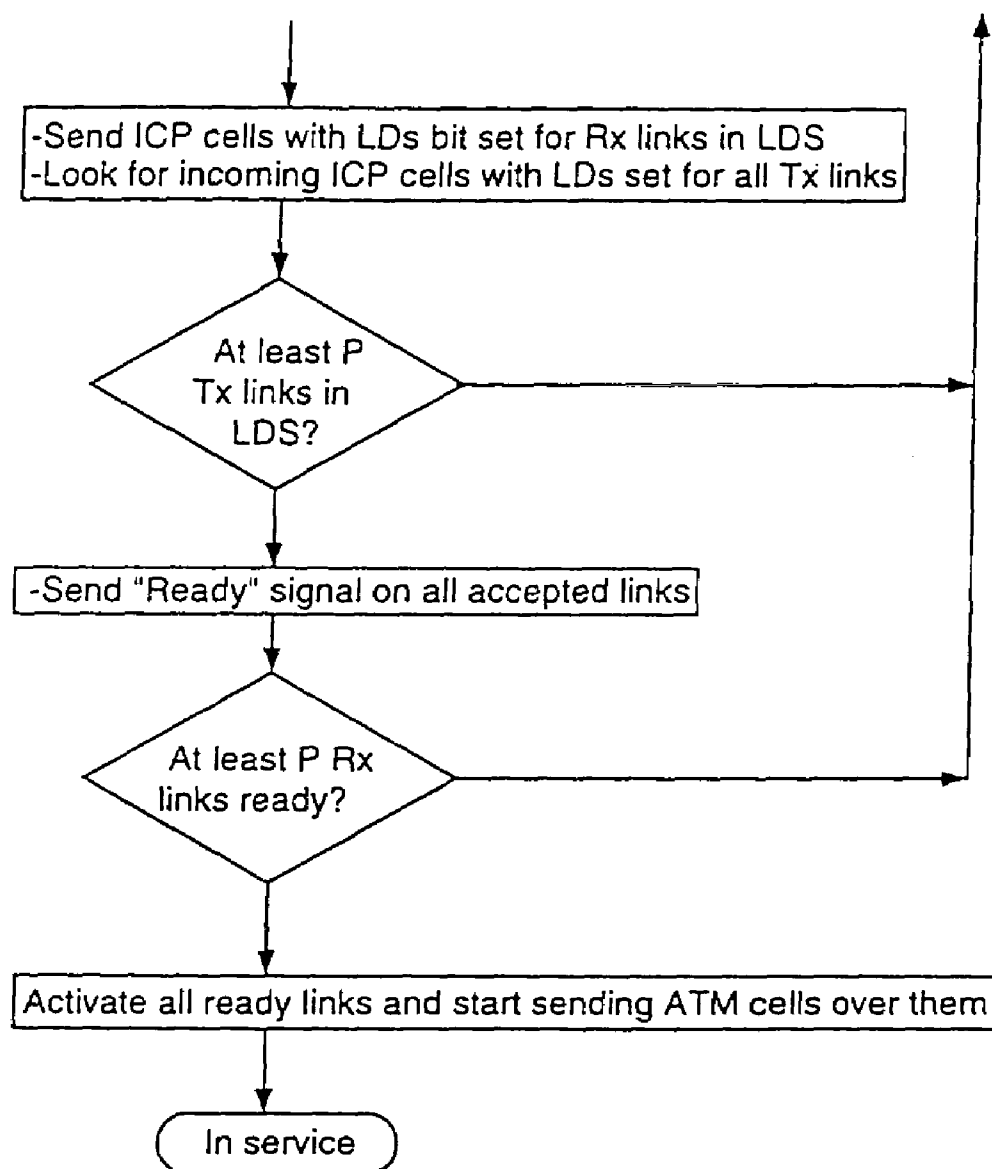 -Send ICP cells with LDs bit set for Rx links in LDS
-Look for incoming ICP cells with LDs set for all Tx links
At least P
Tx links in
LDS?
-Send "Ready" signal on all accepted links
At least P Rx
links ready?
Activate all ready links and start sending ATM cells over them
In service